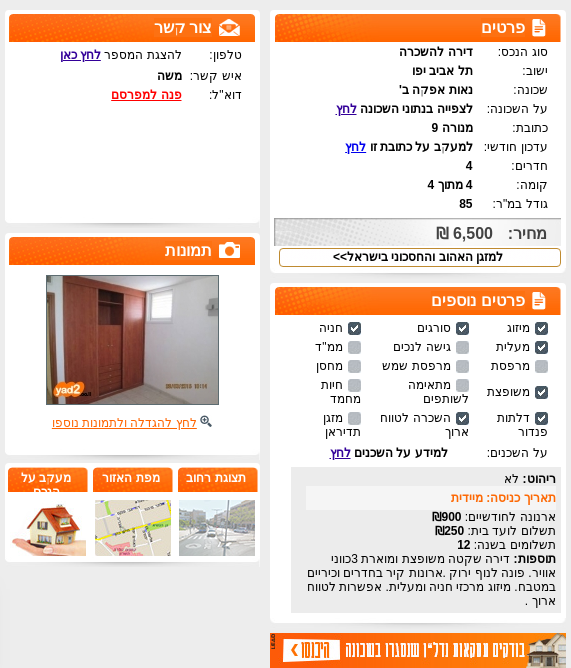 פרטים
סוג הנכס: דירה להשכרה
ישוב: תל אביב יפו
שכונה: נאות אפקה ב'
על השכונה: לצפייה בנתוני השכונה לחץ
כתובת: מנורה 9
עדכון חודשי: למעקב על כתובת זו לחץ
חדרים: 4
קומה: 4 מתוך 4
גודל במ"ר: 85
מחיר: 6,500 ₪
למזגן האהוב והחסכוני בישראל>>
פרטים נוספים
מיזוג סורגים חניה
מעלית גישה לנכים ממ"ד
מרפסת מרפסת שמש מחסן
משופצת מתאימה לשותפים חיות מחמד
דלתות פנדור השכרה לטווח ארוך מזגן תדיראן
על השכנים: למידע על השכנים לחץ
ריהוט: לא
תאריך כניסה: מיידית
ארנונה לחודשיים: 900₪
תשלום לועד בית: 250₪
תשלומים בשנה: 12
תוספות: דירה שקטה משופצת ומוארת 3כווני
אוויר. פונה לנוף ירוק .ארונות קיר בחדרים וכיריים
במטבח. מיזוג מרכזי חניה ומעלית. אפשרות לטווח
ארוך .
בודקים עסקאות נדל"ן שנסגרו בשכונה היכנסו
צור קשר
טלפון: להצגת המספר לחץ כאן
איש קשר: משה
דוא"ל: פנה למפרסם
תמונות
yad2
לחץ להגדלה ולתמונות נוספו
תצוגת רחוב
מפת האזור
מעקב על הנכס